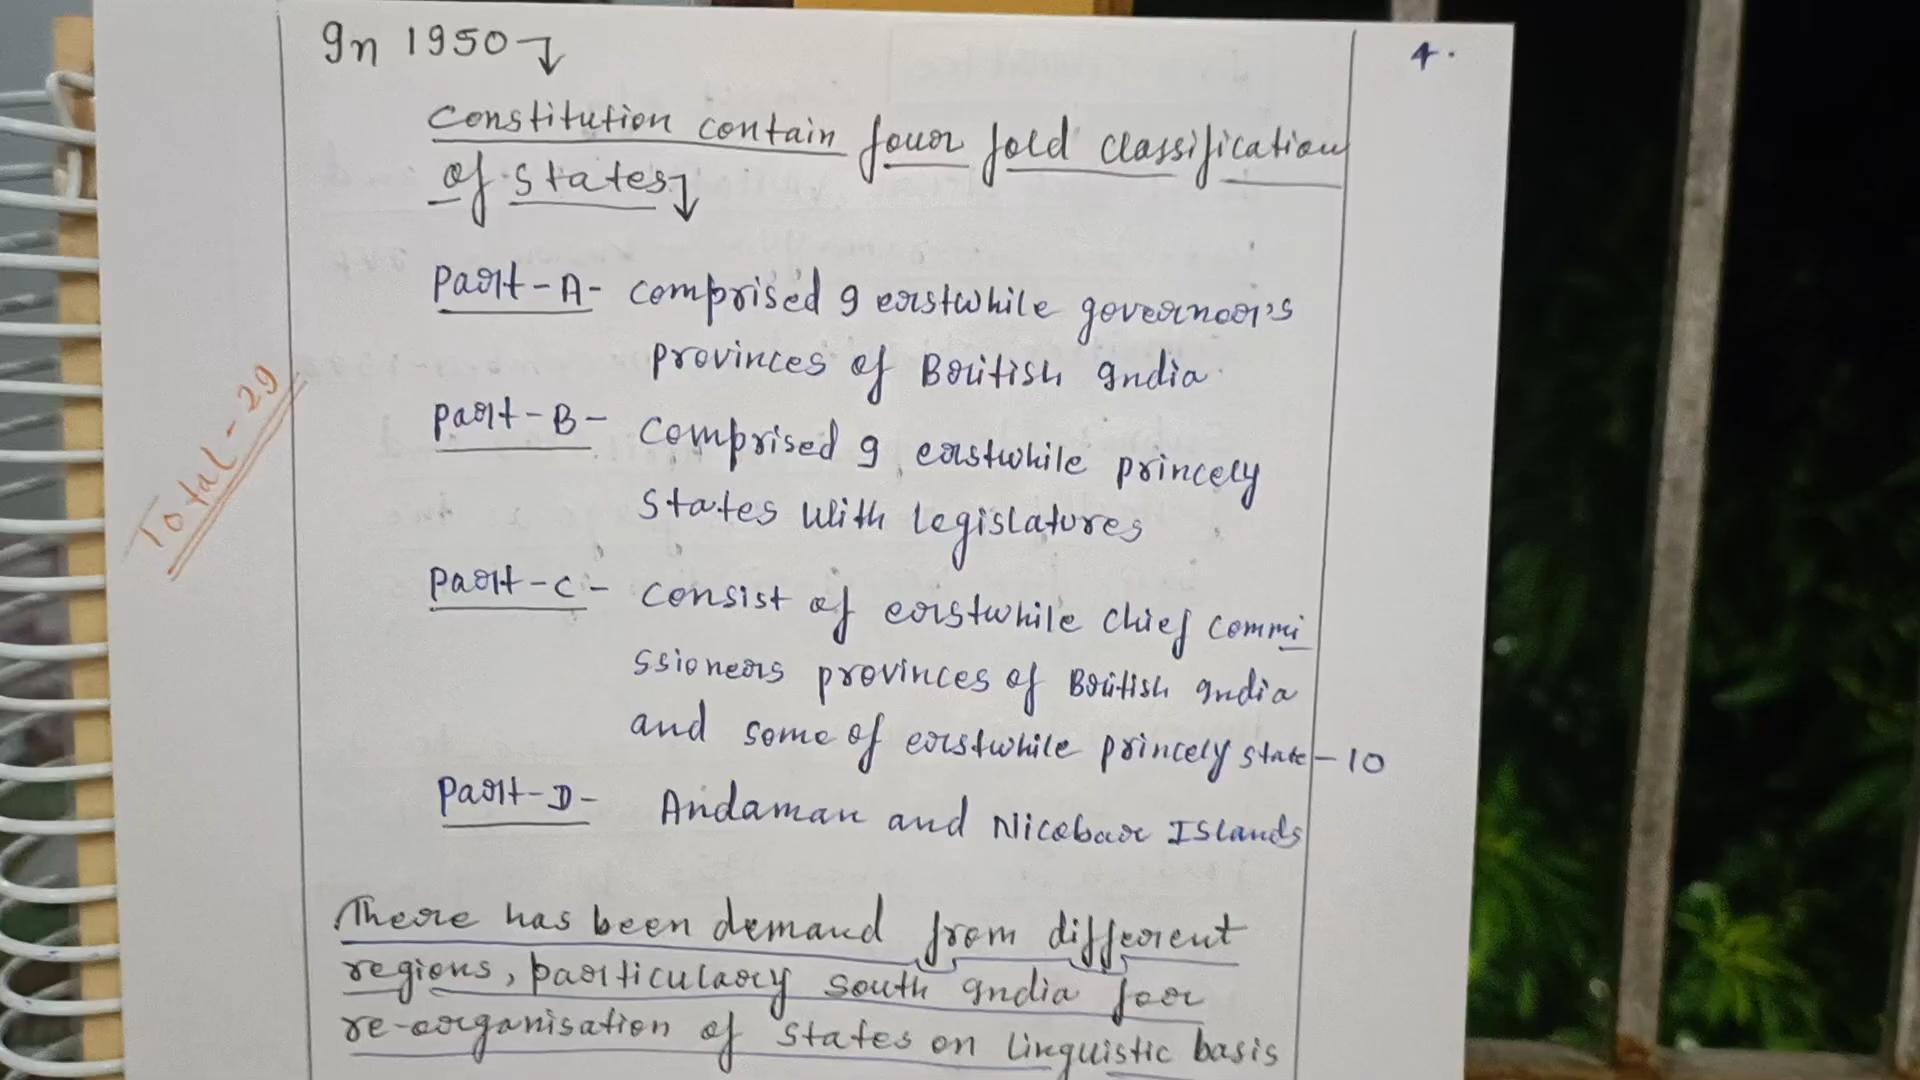 In 1950
4.
Constitution contain four fold classification
of states
Part-A- comprised 9 erstwhile governor's
provinces of British India.
Part-B- comprised 9 erstwhile princely
states with legislatures
Part-C- consist of erstwhile chief commi
ssioners provinces of British India
and some of erstwhile princely state-10
Part-D- Andaman and Nicobar Islands
Total-29
There has been demand from different
regions, particulary south India for
re-organisation of states on linguistic basis